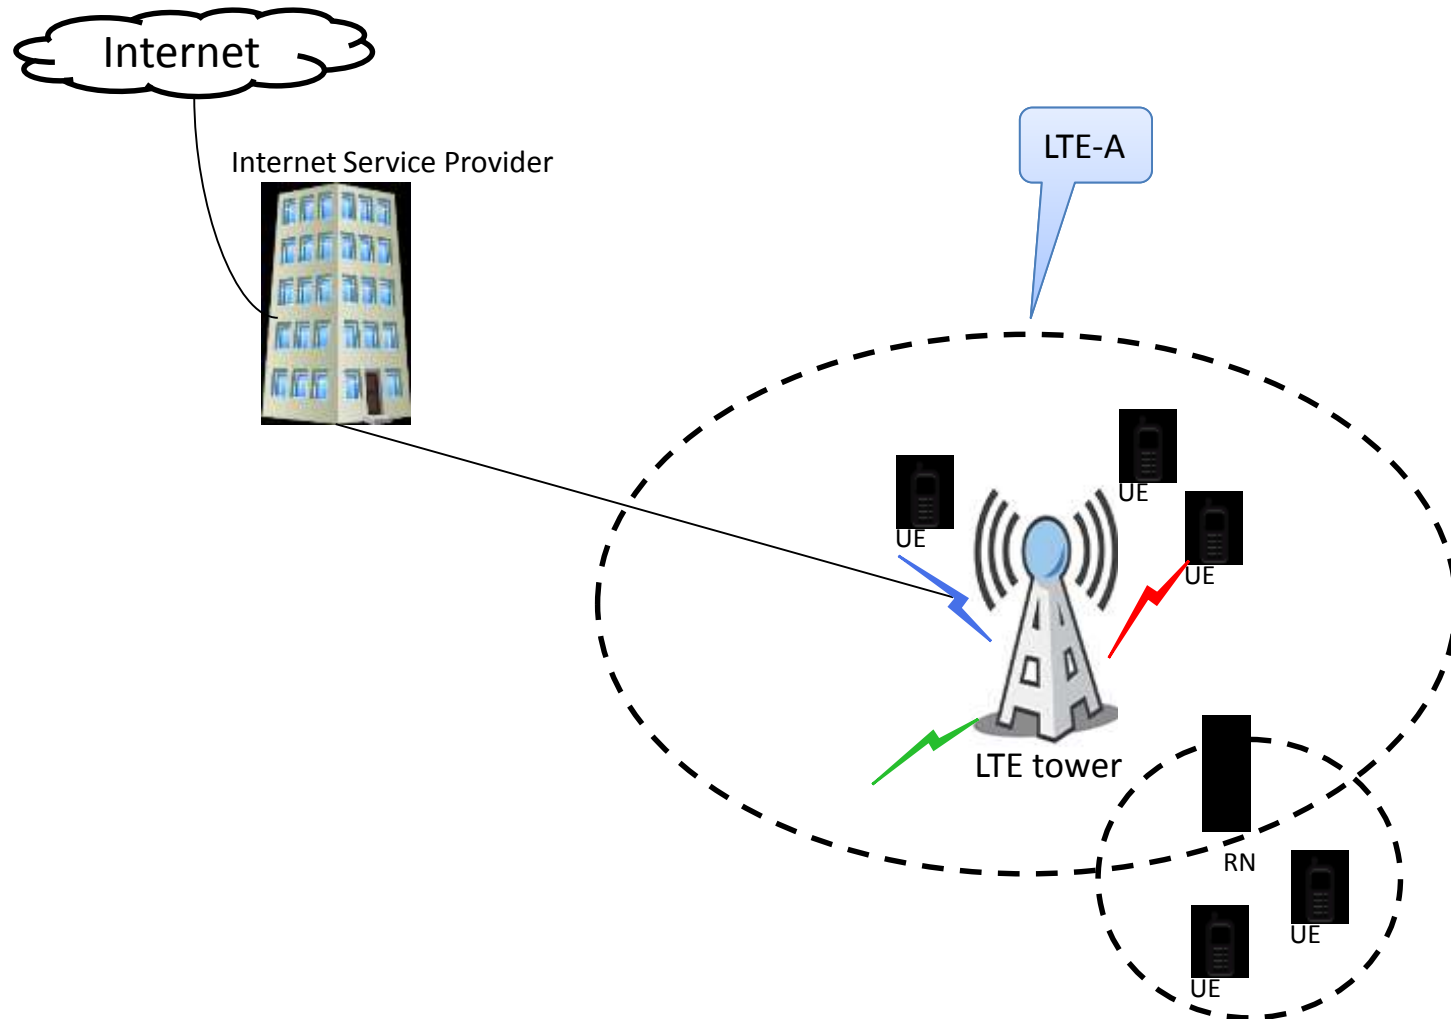 Internet
Internet Service Provider
LTE-A
UE
UE
UE
LTE tower
RN
UE
UE